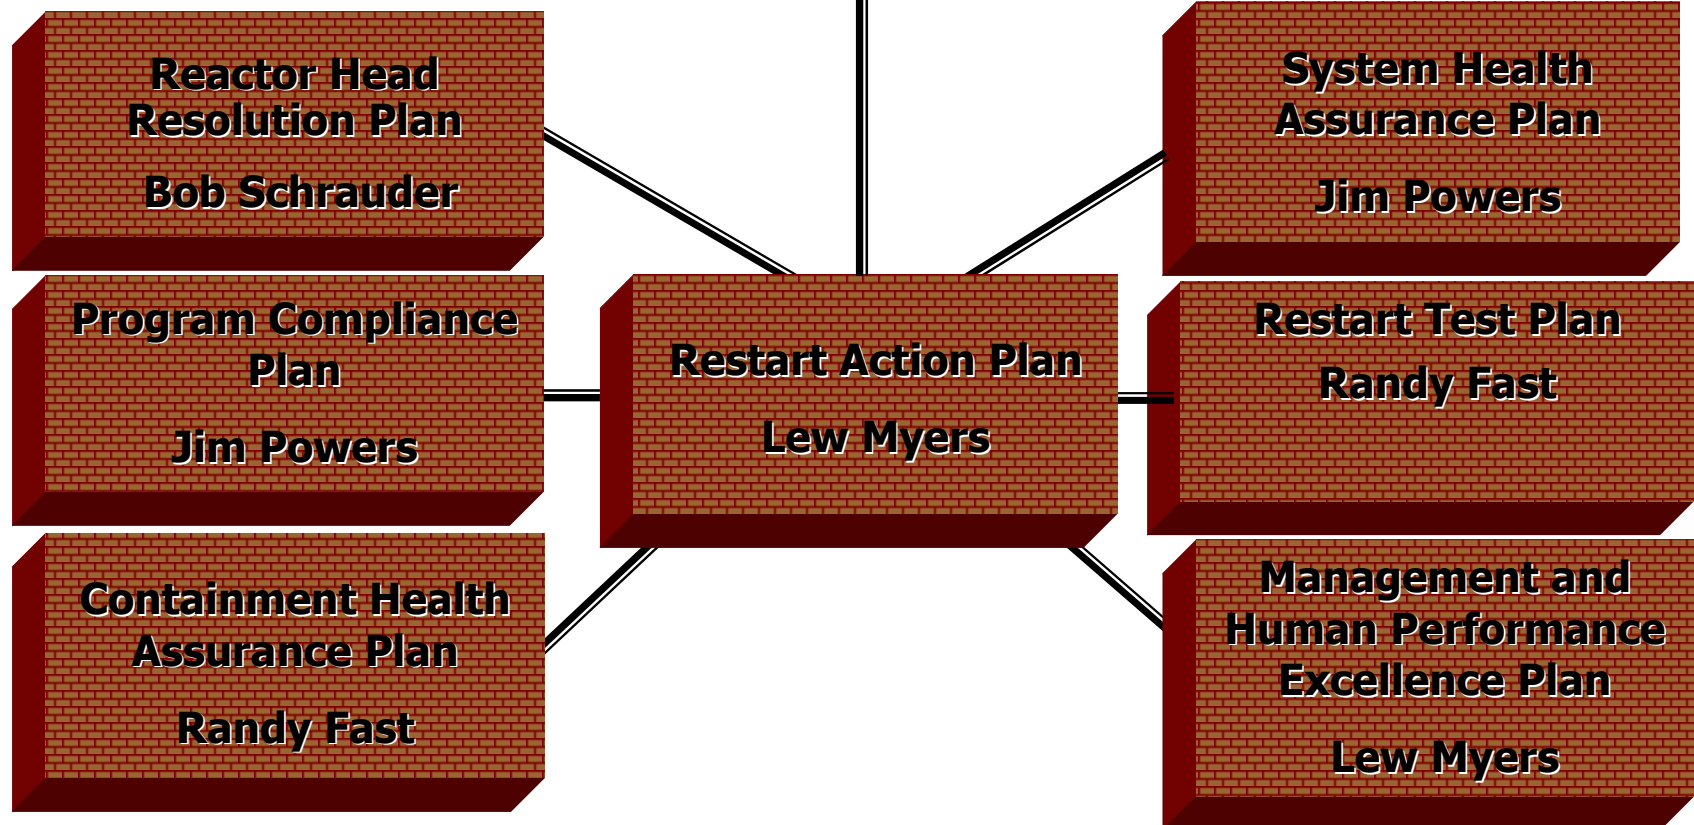 Reactor Head
Resolution Plan
Bob Schrauder
System Health
Assurance Plan
Jim Powers
Program Compliance
Plan
Jim Powers
Restart Action Plan
Lew Myers
Restart Test Plan
Randy Fast
Containment Health
Assurance Plan
Randy Fast
Management and
Human Performance
Excellence Plan
Lew Myers